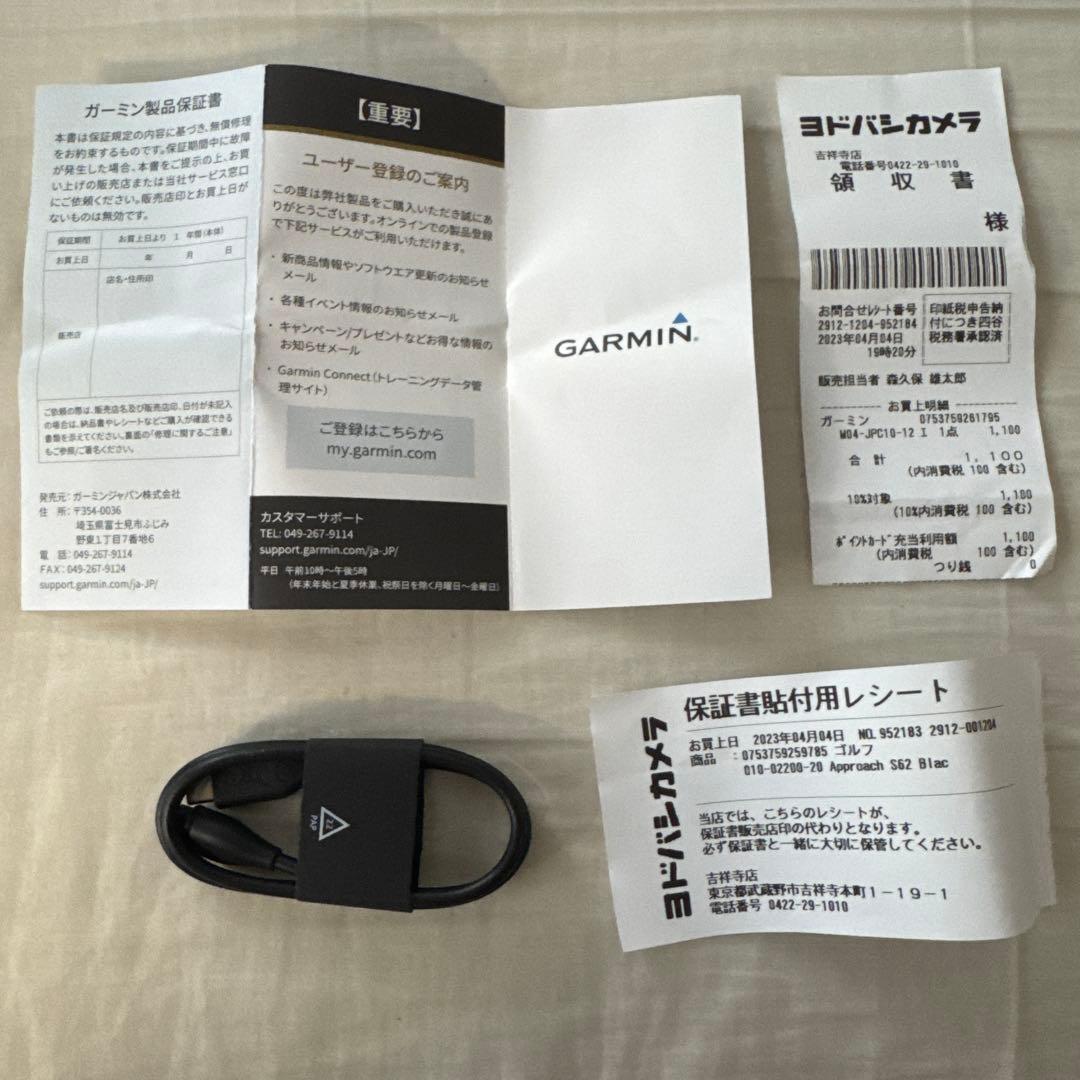 ガーミン製品保証書
本書は保証規定の内容に基づき、無償修理
をお約束するものです。保証期間中に故障
が発生した場合、本書をご提示の上、お買
い上げの販売店または当社サービス窓口
にご依頼ください。販売店印とお買上日が
ないものは無効です。
保証期間 お買上日より 1 年間(本体)
お買上日 年 月 日
店名・住所印
販売店
ご依頼の際は、販売店名及び販売店印、日付が未記入
の場合は、納品書やレシートなどご購入が確認できる
書類を添えてください。裏面の「修理に関するご注意」
もご参照/ご署名ください。
発売元：ガーミンジャパン株式会社
住 所：〒354-0036
埼玉県富士見市ふじみ
野東1丁目7番地6
電 話：049-267-9114
FAX：049-267-9124
support.garmin.com/ja-JP/
【重要】
ユーザー登録のご案内
この度は弊社製品をご購入いただき誠にあ
りがとうございます。オンラインでの製品登録
で下記サービスがご利用いただけます。
・新商品情報やソフトウエア更新のお知らせ
メール
・各種イベント情報のお知らせメール
・キャンペーン/プレゼントなどお得な情報の
お知らせメール
・Garmin Connect（トレーニングデータ管
理サイト）
ご登録はこちらから
my.garmin.com
カスタマーサポート
TEL: 049-267-9114
support.garmin.com/ja-JP/
平日 午前10時～午後5時
（年末年始と夏季休業、祝祭日を除く月曜日～金曜日）
GARMIN®
ヨドバシカメラ
吉祥寺店
電話番号0422-29-1010
領収書
様
お問合せﾚｼｰﾄ番号
2912-1204-952184
2023年04月04日
19時20分
印紙税申告納
付につき四谷
税務署承認済
販売担当者 森久保 雄太郎
お買上明細
ガーミン 0753759261795
M04-JPC10-12 I 1点 1,100
合 計 1,100
(内消費税 100 含む)
10%対象 1,100
(10%内消費税 100 含む)
ﾎﾟｲﾝﾄｶｰﾄﾞ充当利用額 1,100
(内消費税 100 含む)
つり銭 0
22
PAP
ヨドバシカメラ
保証書貼付用レシート
お買上日 2023年04月04日 NO.952183 2912-001204
商品 ：0753759259785 ゴルフ
010-02200-20 Approach S62 Blac
当店では、こちらのレシートが、
保証書販売店印の代わりとなります。
必ず保証書と一緒に大切に保管してください。
吉祥寺店
東京都武蔵野市吉祥寺本町1-19-1
電話番号 0422-29-1010